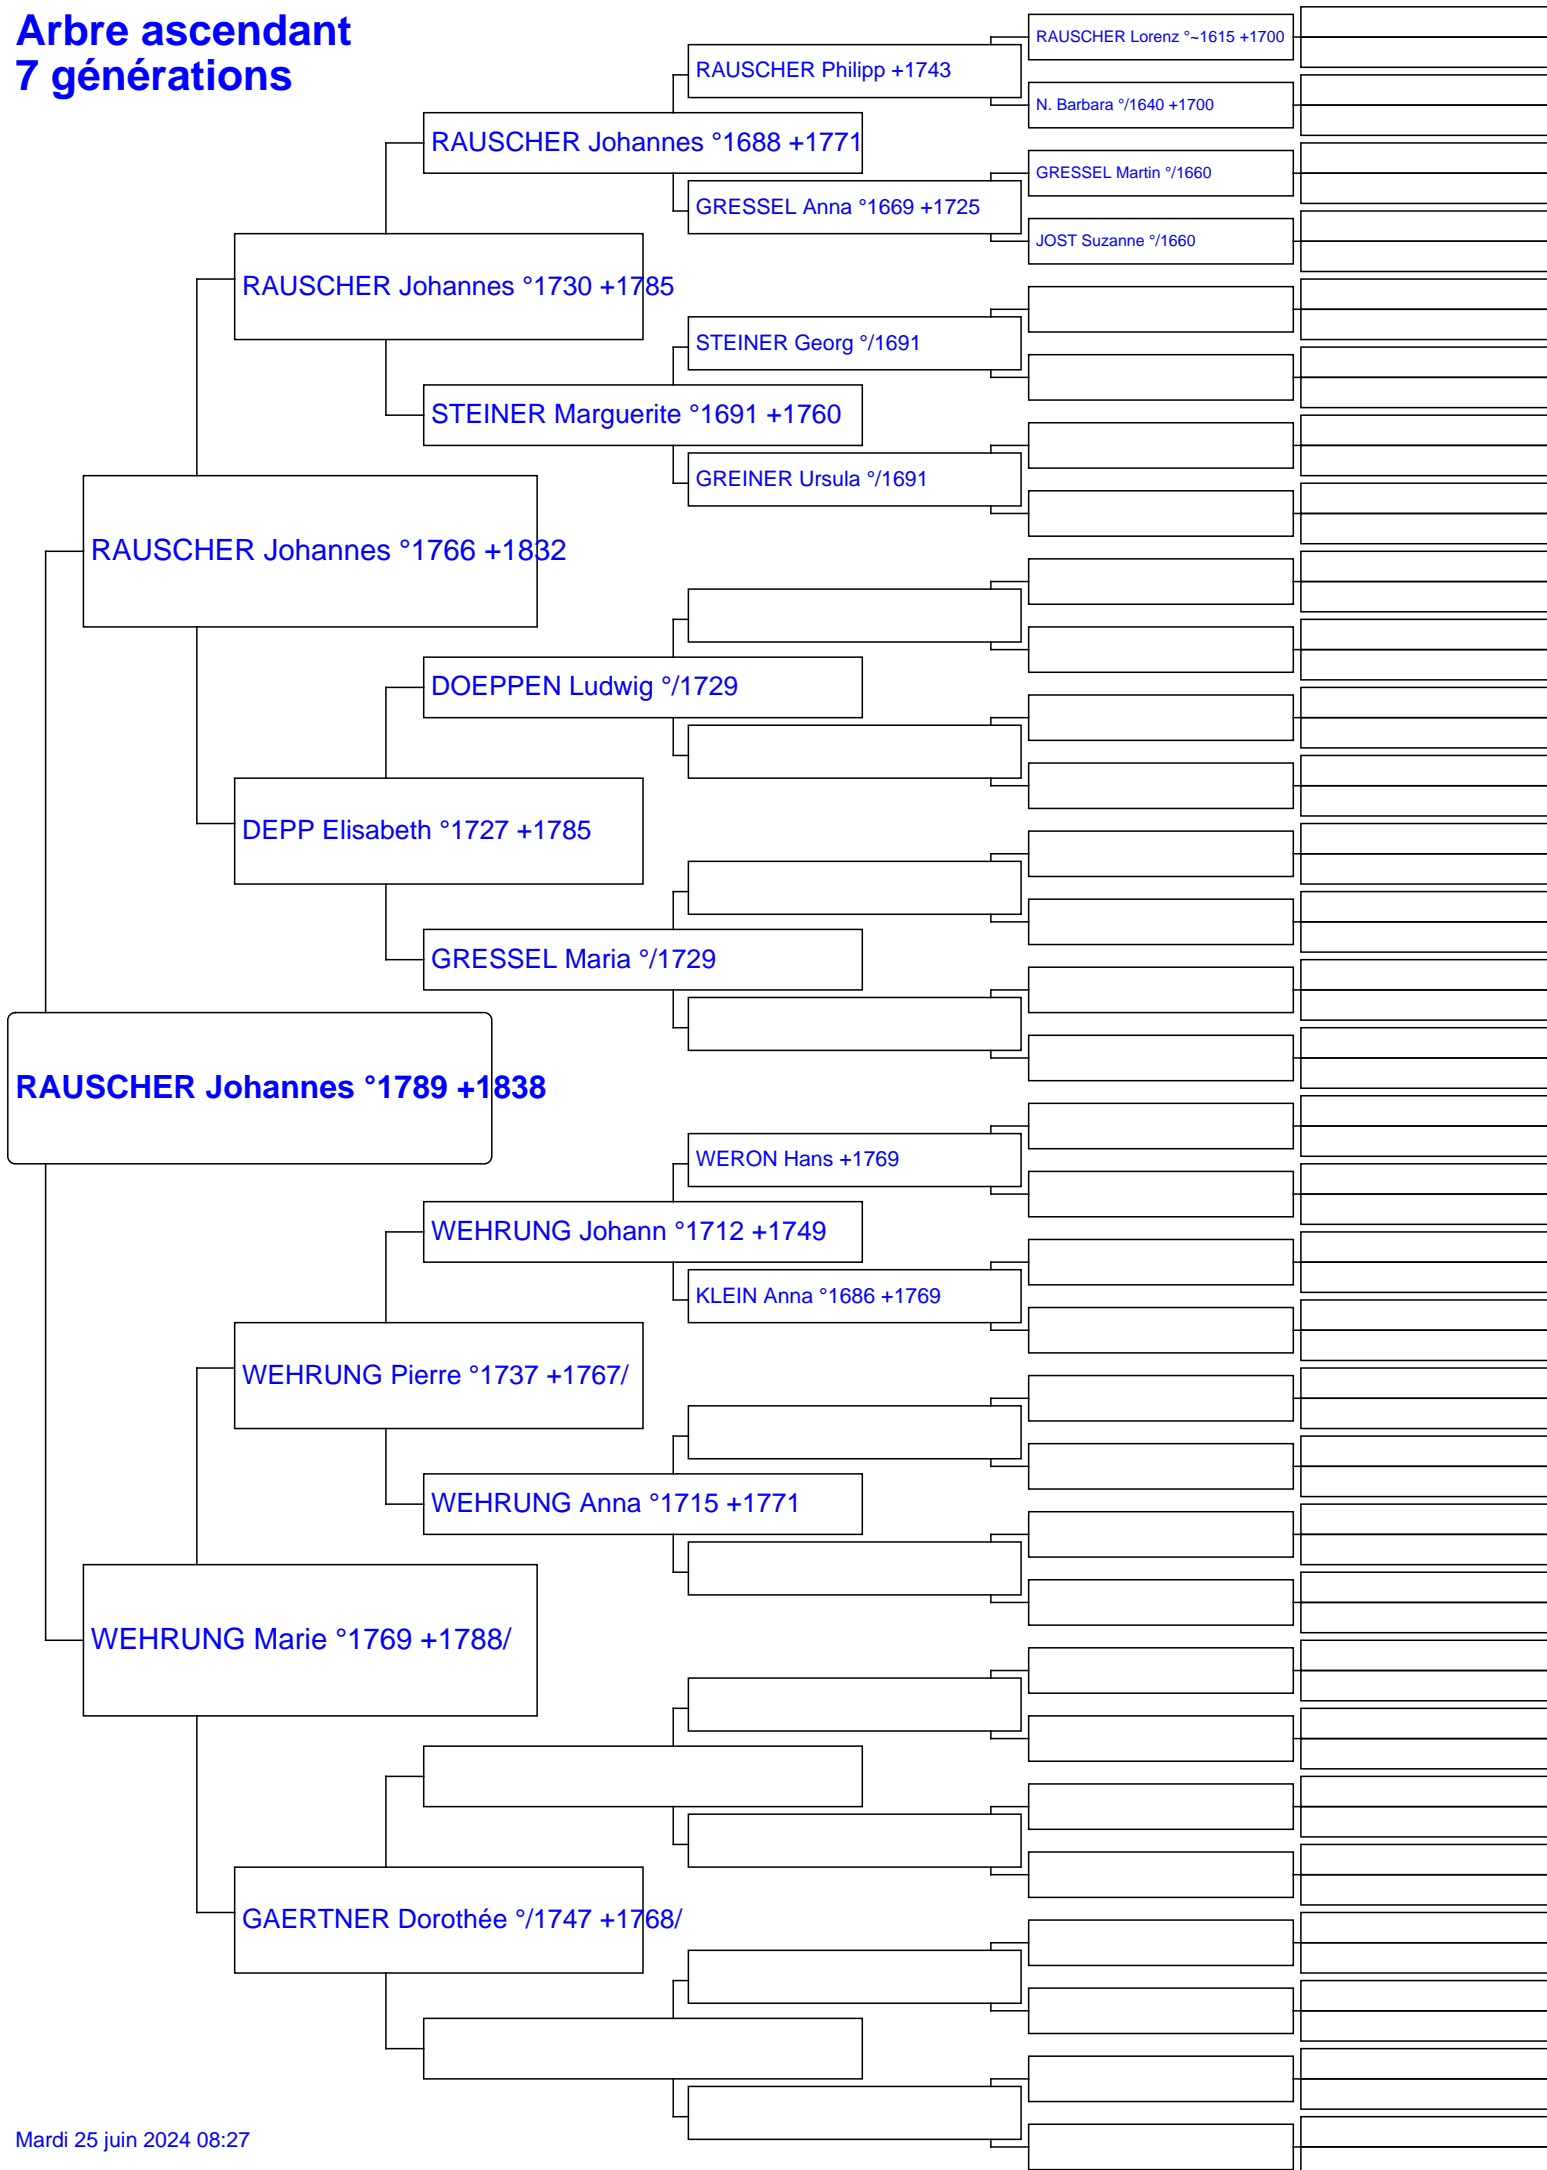 Arbre ascendant
7 générations
RAUSCHER Lorenz °~1615 +1700
RAUSCHER Philipp +1743
N. Barbara °/1640 +1700
RAUSCHER Johannes °1688 +1771
GRESSEL Martin °/1660
GRESSEL Anna °1669 +1725
JOST Suzanne °/1660
RAUSCHER Johannes °1730 +1785
STEINER Georg °/1691
STEINER Marguerite °1691 +1760
GREINER Ursula °/1691
RAUSCHER Johannes °1766 +1832
DOEPPEN Ludwig °/1729
DEPP Elisabeth °1727 +1785
GRESSEL Maria °/1729
RAUSCHER Johannes °1789 +1838
WERON Hans +1769
WEHRUNG Johann °1712 +1749
KLEIN Anna °1686 +1769
WEHRUNG Pierre °1737 +1767/
WEHRUNG Anna °1715 +1771
WEHRUNG Marie °1769 +1788/
GAERTNER Dorothée °/1747 +1768/
Mardi 25 juin 2024 08:27